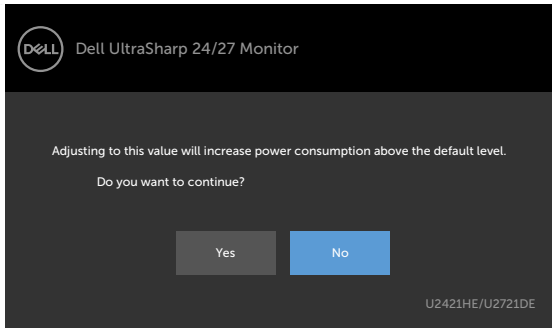 DELL
Dell UltraSharp 24/27 Monitor
Adjusting to this value will increase power consumption above the default level.
Do you want to continue?
Yes
No
U2421HE/U2721DE